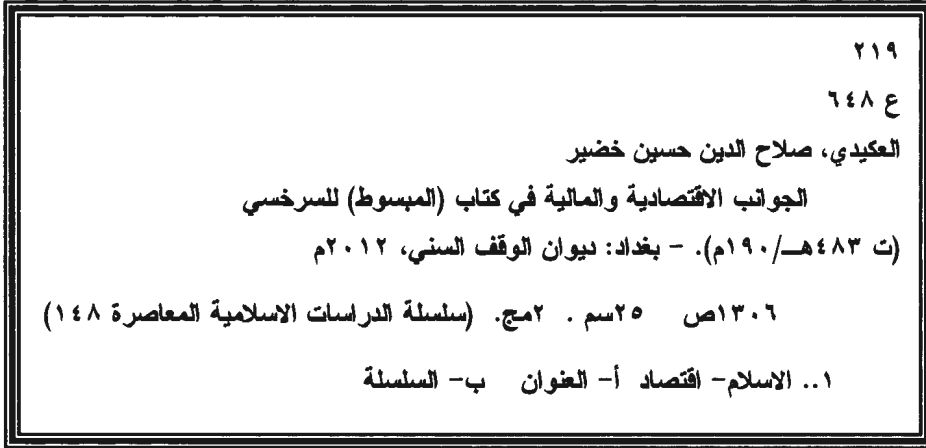 ٢١٩
ع ٦٤٨
العكيدي، صلاح الدين حسين خضير
الجوانب الاقتصادية والمالية في كتاب (المبسوط) للسرخسي
(ت ٤٨٣هـ/١٩٠م). – بغداد: ديوان الوقف السني، ٢٠١٢م
١٣٠٦ص ٢٥سم . ٢مج. (سلسلة الدراسات الاسلامية المعاصرة ١٤٨)
١.. الاسلام– اقتصاد أ– العنوان ب– السلسلة